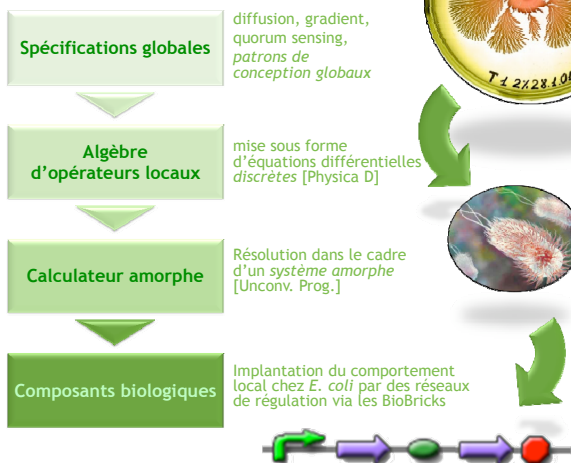 Spécifications globales
diffusion, gradient,
quorum sensing,
patrons de
conception globaux
Algèbre
d'opérateurs locaux
mise sous forme
d'équations différentielles
discrètes [Physica D]
Calculateur amorphe
Résolution dans le cadre
d'un système amorphe
[Unconv. Prog.]
Composants biologiques
Implantation du comportement
local chez E. coli par des réseaux
de régulation via les BioBricks